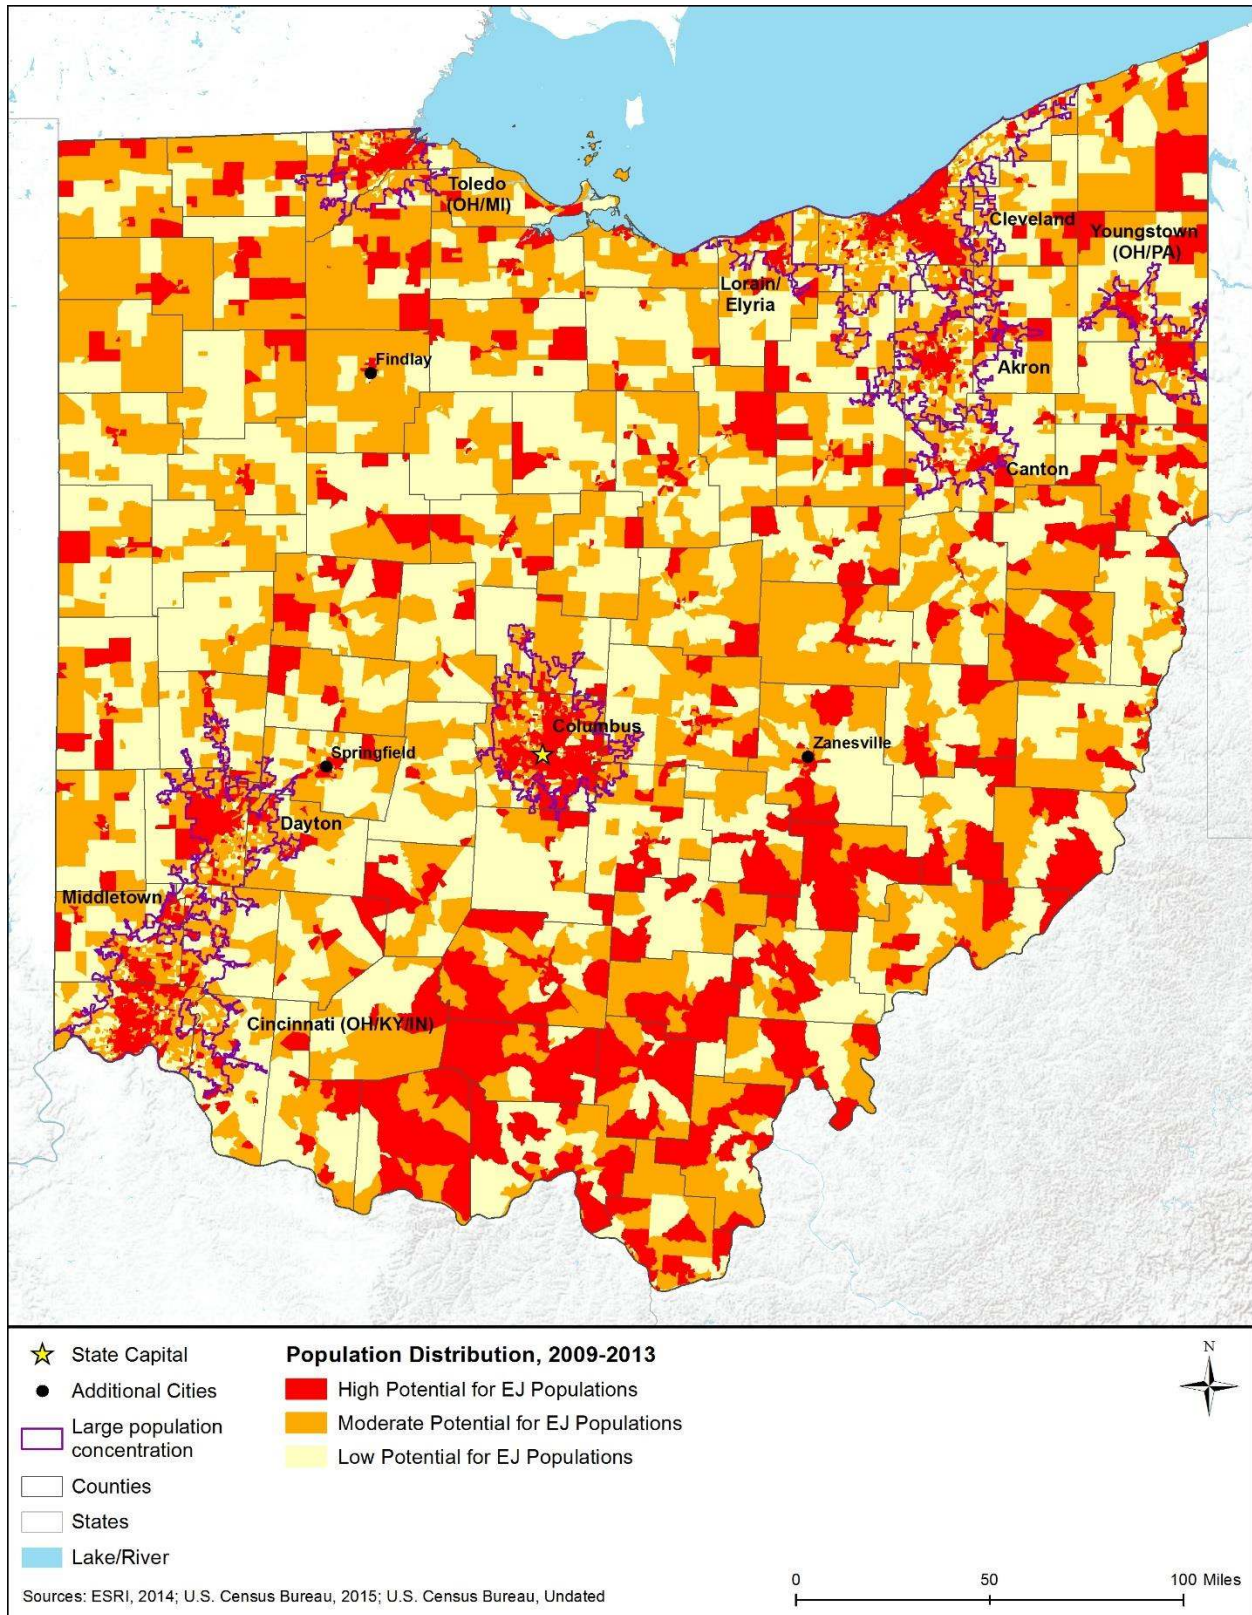 Toledo
(OH/MI)
Cleveland
Youngstown
(OH/PA)
Lorain/
Elyria
Findlay
Akron
Canton
Columbus
Zanesville
Springfield
Dayton
Middletown
Cincinnati (OH/KY/IN)
State Capital
Additional Cities
Large population
concentration
Counties
States
Lake/River
Population Distribution, 2009-2013
High Potential for EJ Populations
Moderate Potential for EJ Populations
Low Potential for EJ Populations
N
0 50 100 Miles
Sources: ESRI, 2014; U.S. Census Bureau, 2015; U.S. Census Bureau, Undated